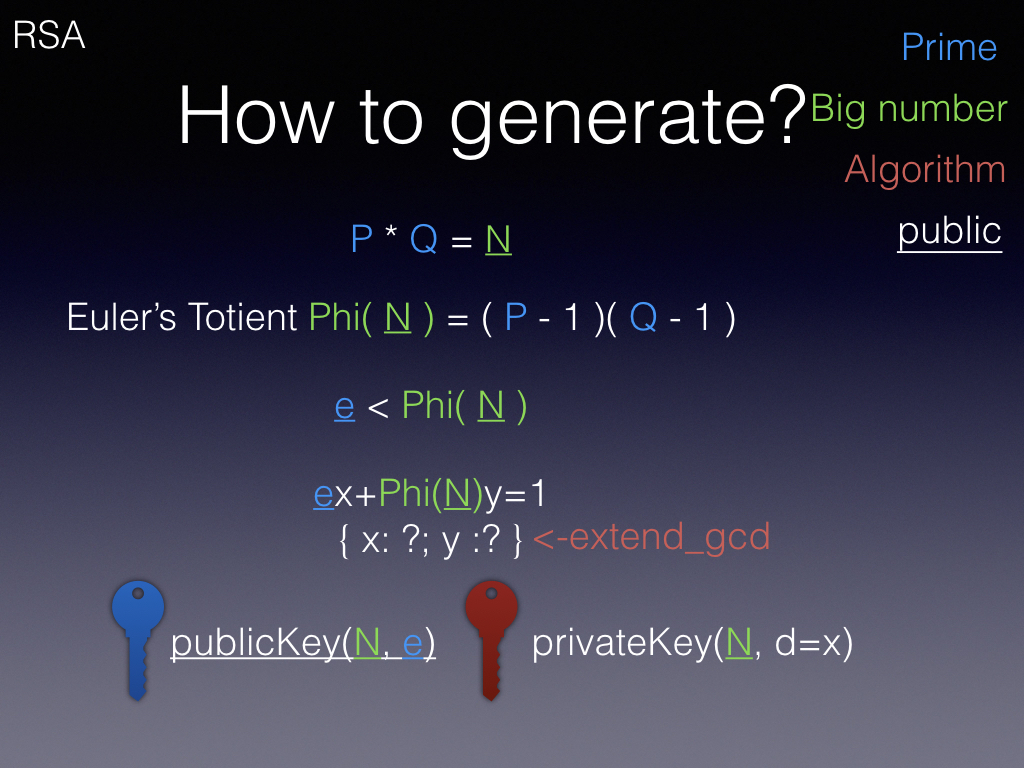 RSA
Prime
How to generate?
Big number
Algorithm
public
P * Q = N
Euler’s Totient Phi( N ) = ( P - 1 )( Q - 1 )
e < Phi( N )
ex+Phi(N)y=1
{ x: ?; y :? } <-extend_gcd
publicKey(N, e)
privateKey(N, d=x)